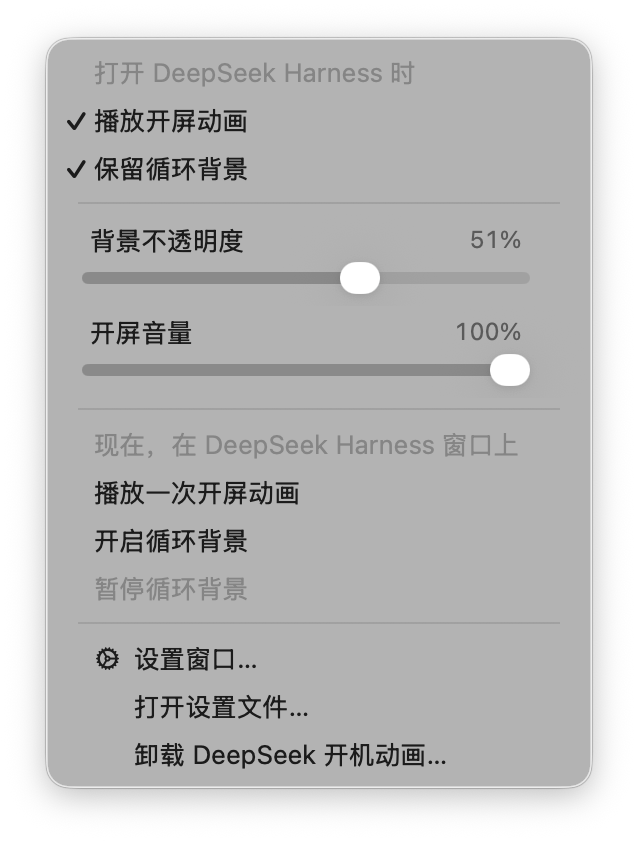 打开 DeepSeek Harness 时
播放开屏动画
保留循环背景
背景不透明度 51%
开屏音量 100%
现在，在 DeepSeek Harness 窗口上
播放一次开屏动画
开启循环背景
暂停循环背景
设置窗口...
打开设置文件...
卸载 DeepSeek 开机动画...